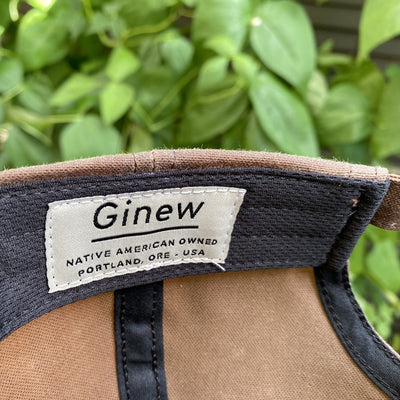 Ginew
NATIVE AMERICAN OWNED
PORTLAND, ORE - USA